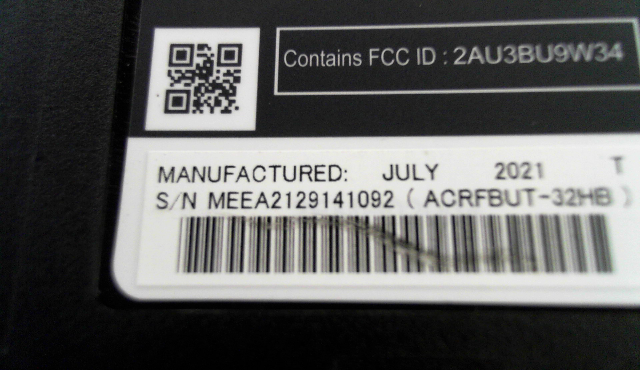 Contains FCC ID : 2AU3BU9W34
MANUFACTURED: JULY 2021 T
S/N MEEA2129141092 ( ACRFBUT-32HB )